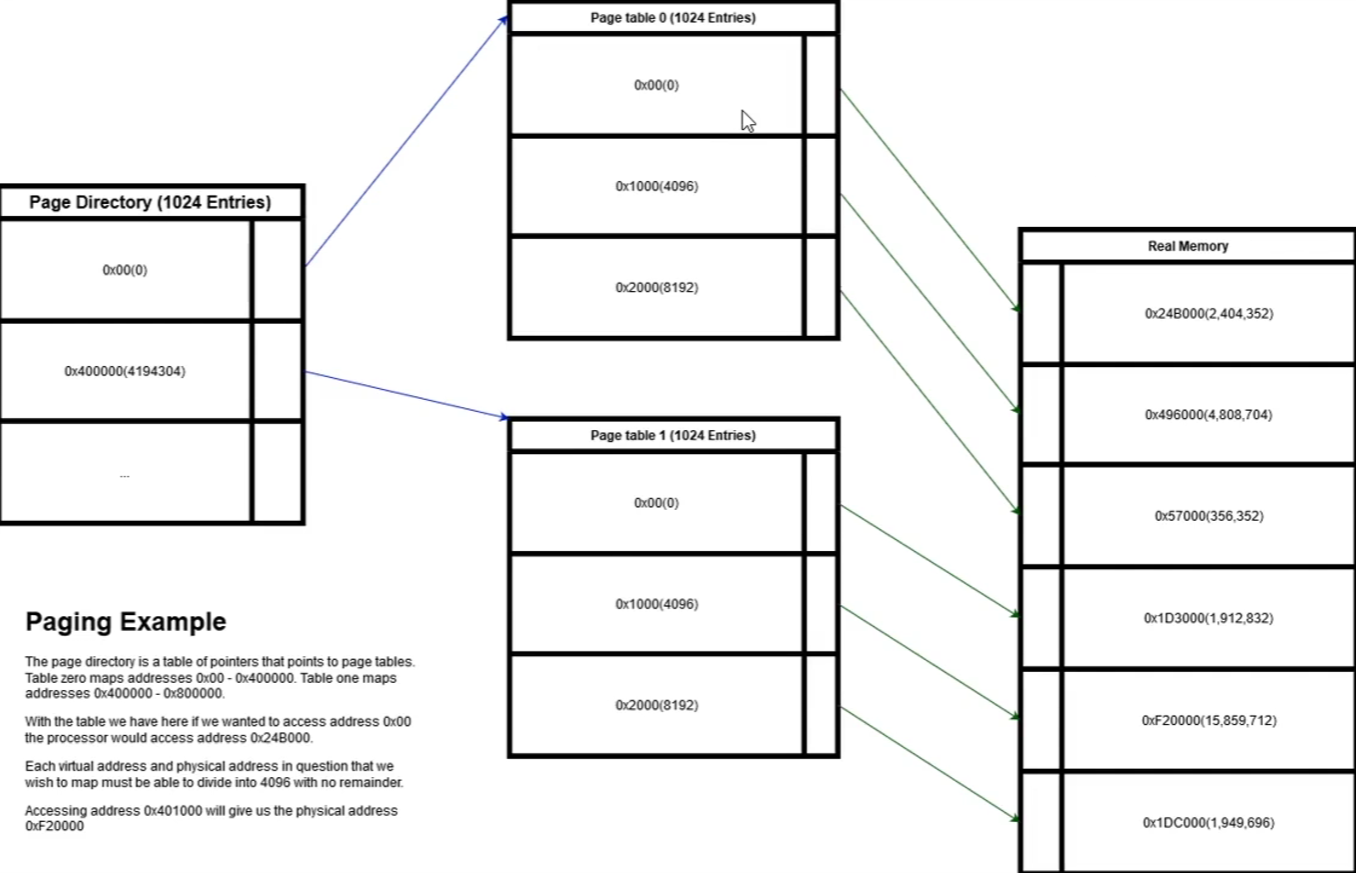 Page table 0 (1024 Entries)
0x00(0)
0x1000(4096)
0x2000(8192)
Page Directory (1024 Entries)
0x00(0)
0x400000(4194304)
...
Page table 1 (1024 Entries)
0x00(0)
0x1000(4096)
0x2000(8192)
Real Memory
0x24B000(2,404,352)
0x496000(4,808,704)
0x57000(356,352)
0x1D3000(1,912,832)
0xF20000(15,859,712)
0x1DC000(1,949,696)
Paging Example
The page directory is a table of pointers that points to page tables.
Table zero maps addresses 0x00 - 0x400000. Table one maps
addresses 0x400000 - 0x800000.
With the table we have here if we wanted to access address 0x00
the processor would access address 0x24B000.
Each virtual address and physical address in question that we
wish to map must be able to divide into 4096 with no remainder.
Accessing address 0x401000 will give us the physical address
0xF20000